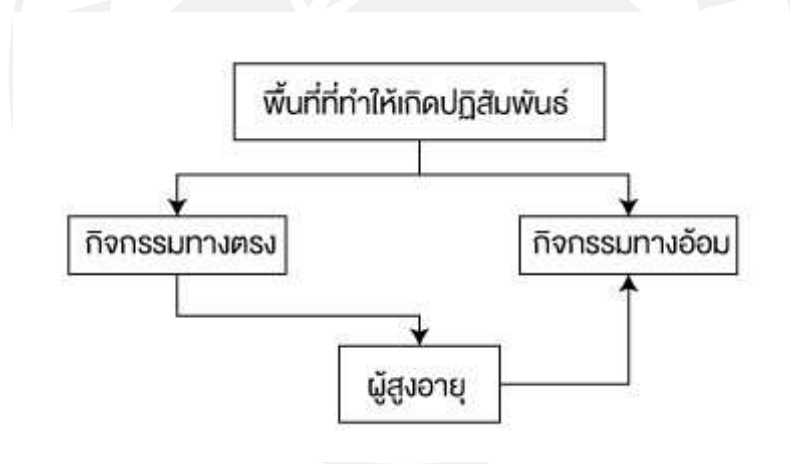 พื้นที่ที่ทำให้เกิดปฏิสัมพันธ์
กิจกรรมทางตรง
กิจกรรมทางอ้อม
ผู้สูงอายุ